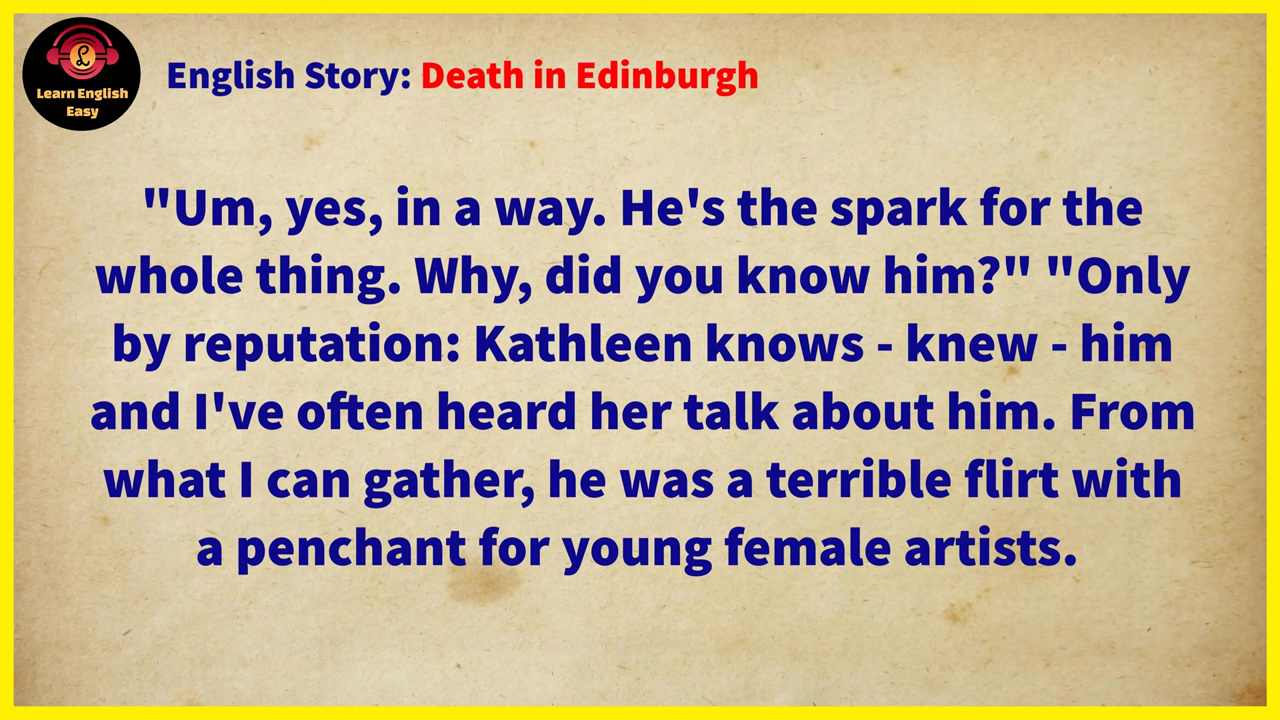 Learn English
Easy
English Story: Death in Edinburgh
"Um, yes, in a way. He's the spark for the
whole thing. Why, did you know him?" "Only
by reputation: Kathleen knows - knew - him
and I've often heard her talk about him. From
what I can gather, he was a terrible flirt with
a penchant for young female artists.